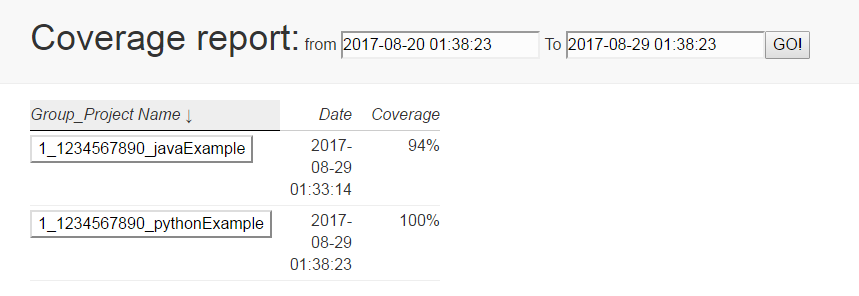 Coverage report: from 2017-08-20 01:38:23 To 2017-08-29 01:38:23 GO!
Group_Project Name ↓ Date Coverage
1_1234567890_javaExample 2017- 94%
08-29
01:33:14
1_1234567890_pythonExample 2017- 100%
08-29
01:38:23